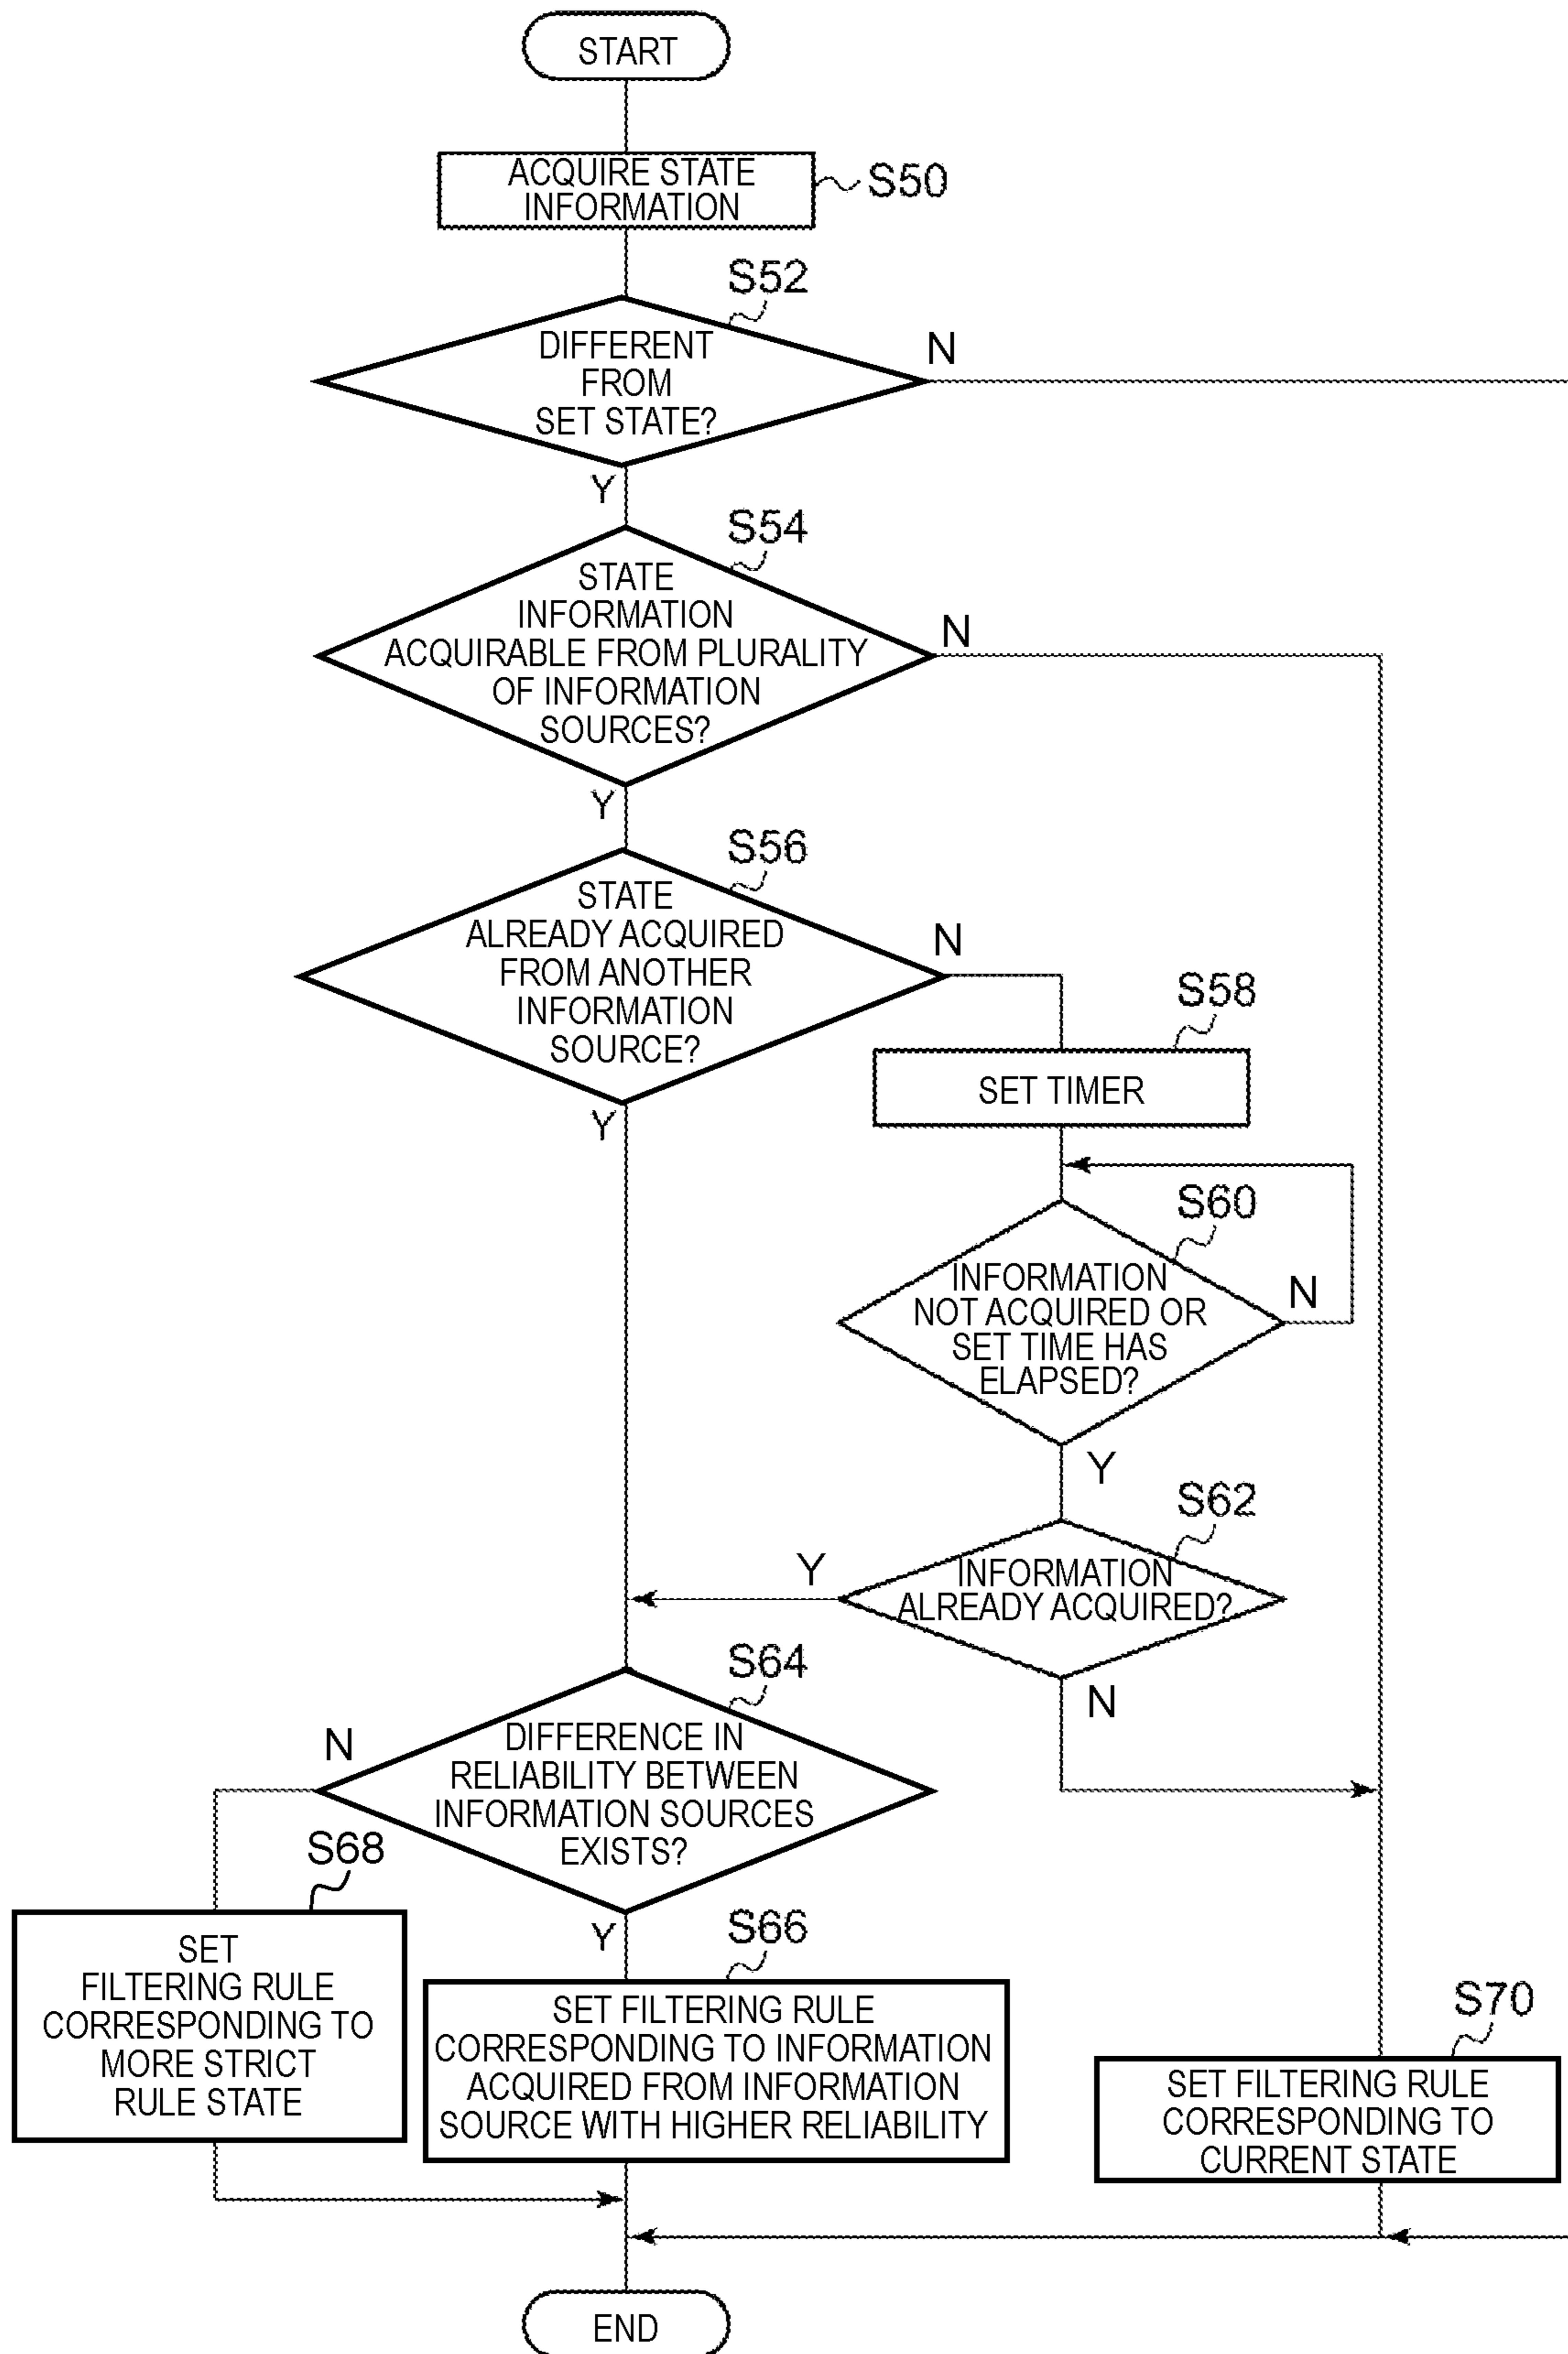 START
ACQUIRE STATE
INFORMATION
S50
S52
DIFFERENT
FROM
SET STATE?
N
Y
S54
STATE
INFORMATION
ACQUIRABLE FROM PLURALITY
OF INFORMATION
SOURCES?
N
Y
S56
STATE
ALREADY ACQUIRED
FROM ANOTHER
INFORMATION
SOURCE?
N
Y
S58
SET TIMER
S60
INFORMATION
NOT ACQUIRED OR
SET TIME HAS
ELAPSED?
N
Y
S62
INFORMATION
ALREADY ACQUIRED?
Y
N
S64
DIFFERENCE IN
RELIABILITY BETWEEN
INFORMATION SOURCES
EXISTS?
N
Y
S68
SET
FILTERING RULE
CORRESPONDING TO
MORE STRICT
RULE STATE
S66
SET FILTERING RULE
CORRESPONDING TO INFORMATION
ACQUIRED FROM INFORMATION
SOURCE WITH HIGHER RELIABILITY
S70
SET FILTERING RULE
CORRESPONDING TO
CURRENT STATE
END